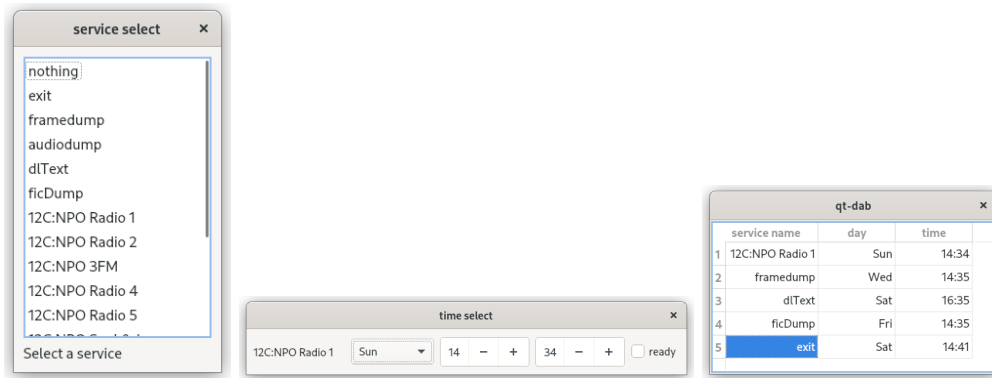 service select
nothing
exit
framedump
audiodump
dlText
ficDump
12C:NPO Radio 1
12C:NPO Radio 2
12C:NPO 3FM
12C:NPO Radio 4
12C:NPO Radio 5
Select a service
time select
12C:NPO Radio 1 Sun 14 − + 34 − + ready
qt-dab
service name day time
1 12C:NPO Radio 1 Sun 14:34
2 framedump Wed 14:35
3 dlText Sat 16:35
4 ficDump Fri 14:35
5 exit Sat 14:41